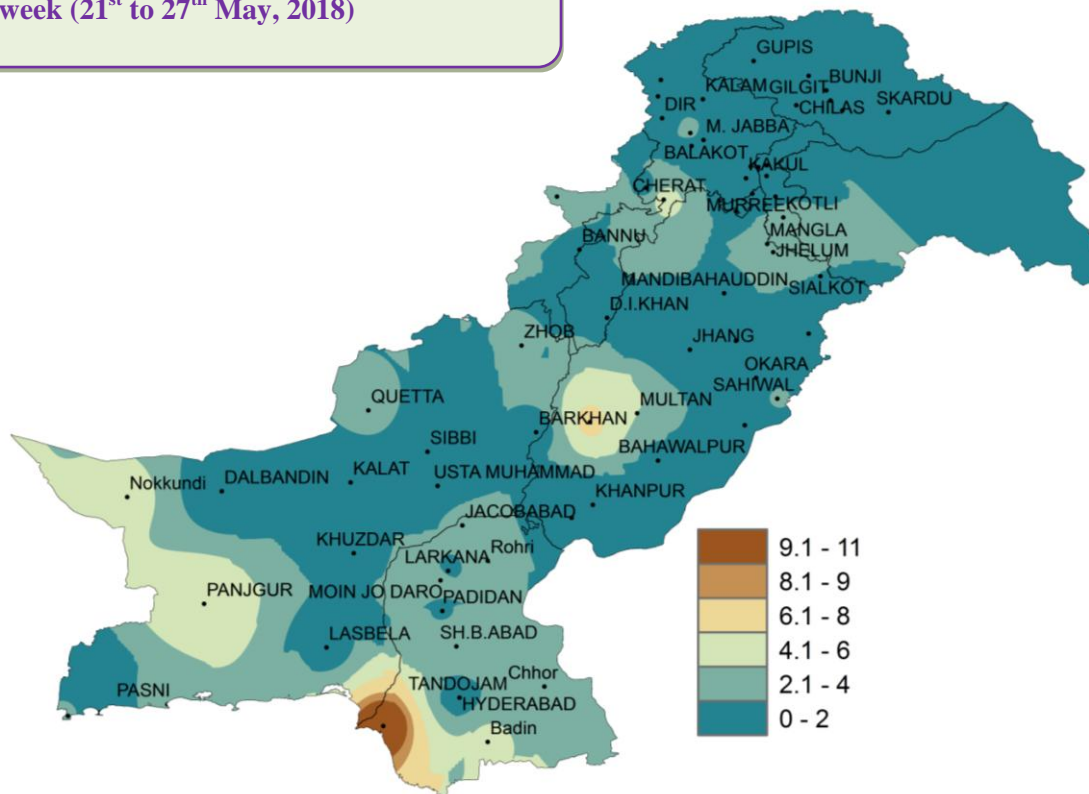 week (21st to 27th May, 2018)
GUPIS
KALAM GILGIT BUNJI
DIR CHILAS SKARDU
M. JABBA
BALAKOT KAKUL
CHERAT
MURREE KOTLI
BANNU MANGLA
JHELUM
MANDIBAHAUDDIN SIALKOT
D.I.KHAN
ZHOB JHANG
OKARA
QUETTA SAHIWAL
MULTAN
BARKHAN
SIBBI BAHAWALPUR
Nokkundi DALBANDIN KALAT USTA MUHAMMAD
KHANPUR
JACOBABAD
KHUZDAR
LARKANA Rohri
PANJGUR MOIN JO DARO PADIDAN
LASBELA SH.B.ABAD
Chhor
PASNI TANDOJAM
HYDERABAD
Badin
9.1 - 11
8.1 - 9
6.1 - 8
4.1 - 6
2.1 - 4
0 - 2